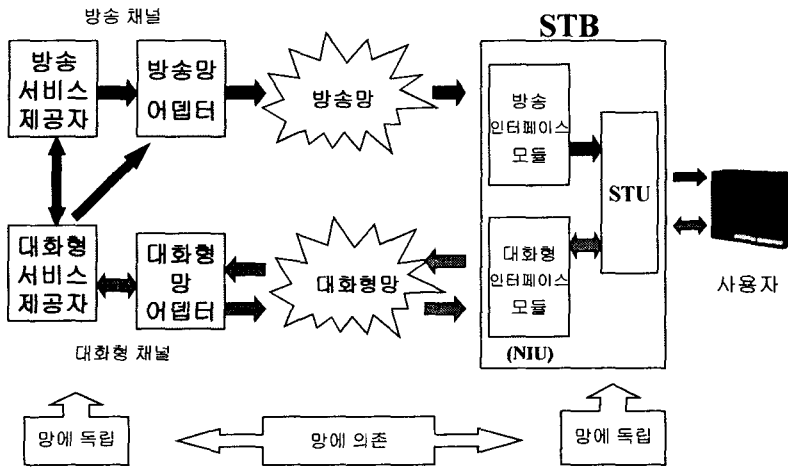 방송 채널
STB
방송
서비스
제공자
방송망
어뎁터
방송망
방송
인터페이스
모듈
STU
대화형
서비스
제공자
대화형
망
어뎁터
대화형망
대화형
인터페이스
모듈
(NIU)
사용자
대화형 채널
망에 독립
망에 의존
망에 독립